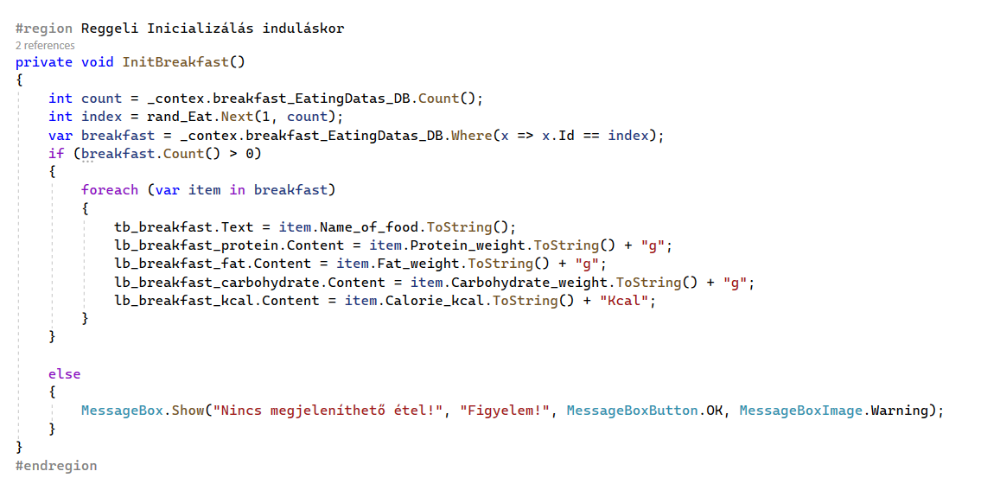 #region Reggeli Inicializálás induláskor
2 references
private void InitBreakfast()
{
    int count = _contex.breakfast_EatingDatas_DB.Count();
    int index = rand_Eat.Next(1, count);
    var breakfast = _contex.breakfast_EatingDatas_DB.Where(x => x.Id == index);
    if (breakfast.Count() > 0)
    {
        foreach (var item in breakfast)
        {
            tb_breakfast.Text = item.Name_of_food.ToString();
            lb_breakfast_protein.Content = item.Protein_weight.ToString() + "g";
            lb_breakfast_fat.Content = item.Fat_weight.ToString() + "g";
            lb_breakfast_carbohydrate.Content = item.Carbohydrate_weight.ToString() + "g";
            lb_breakfast_kcal.Content = item.Calorie_kcal.ToString() + "Kcal";
        }
    }
    else
    {
        MessageBox.Show("Nincs megjeleníthető étel!", "Figyelem!", MessageBoxButton.OK, MessageBoxImage.Warning);
    }
}
#endregion